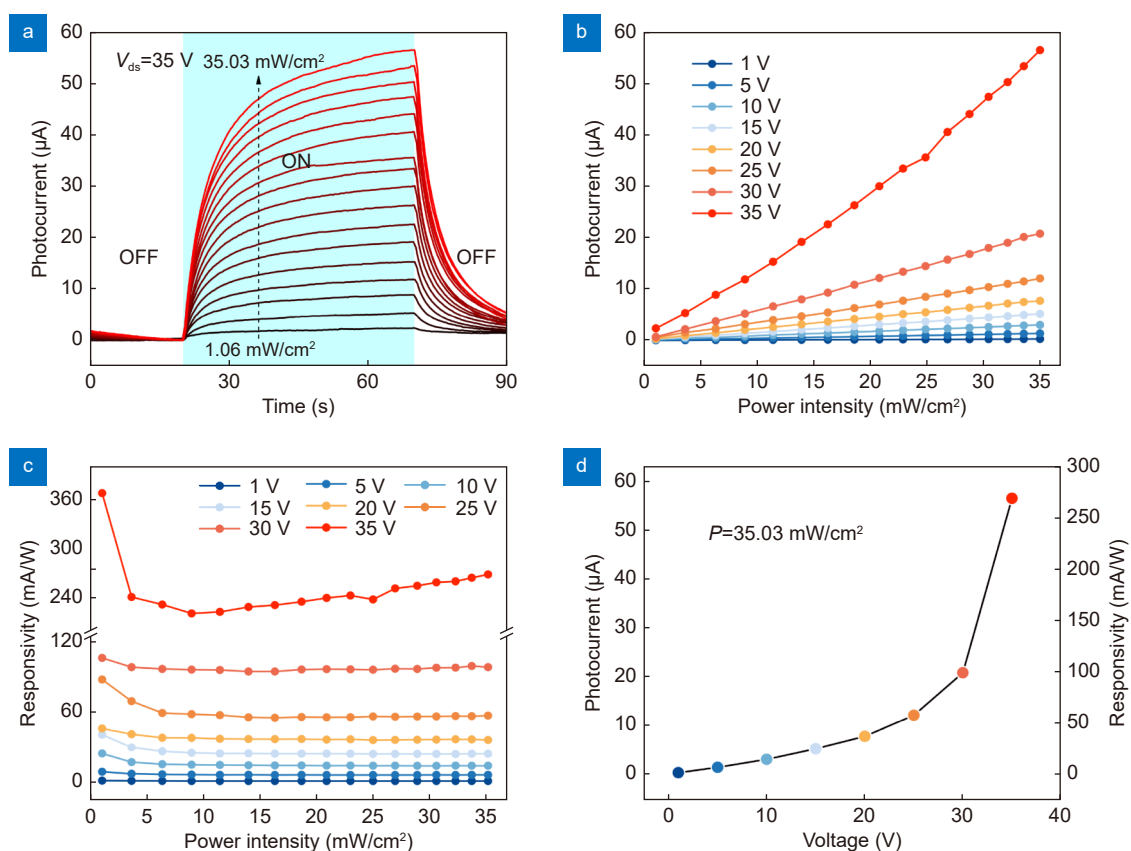 a
V_ds=35 V
35.03 mW/cm²
ON
OFF
OFF
1.06 mW/cm²
60
50
40
30
20
10
0
Photocurrent (μA)
0
30
60
90
Time (s)
b
1 V
5 V
10 V
15 V
20 V
25 V
30 V
35 V
60
50
40
30
20
10
0
Photocurrent (μA)
0
5
10
15
20
25
30
35
Power intensity (mW/cm²)
c
1 V
5 V
10 V
15 V
20 V
25 V
30 V
35 V
360
300
240
120
60
0
Responsivity (mA/W)
0
5
10
15
20
25
30
35
Power intensity (mW/cm²)
d
P=35.03 mW/cm²
60
50
40
30
20
10
0
Photocurrent (μA)
300
250
200
150
100
50
0
Responsivity (mA/W)
0
10
20
30
40
Voltage (V)